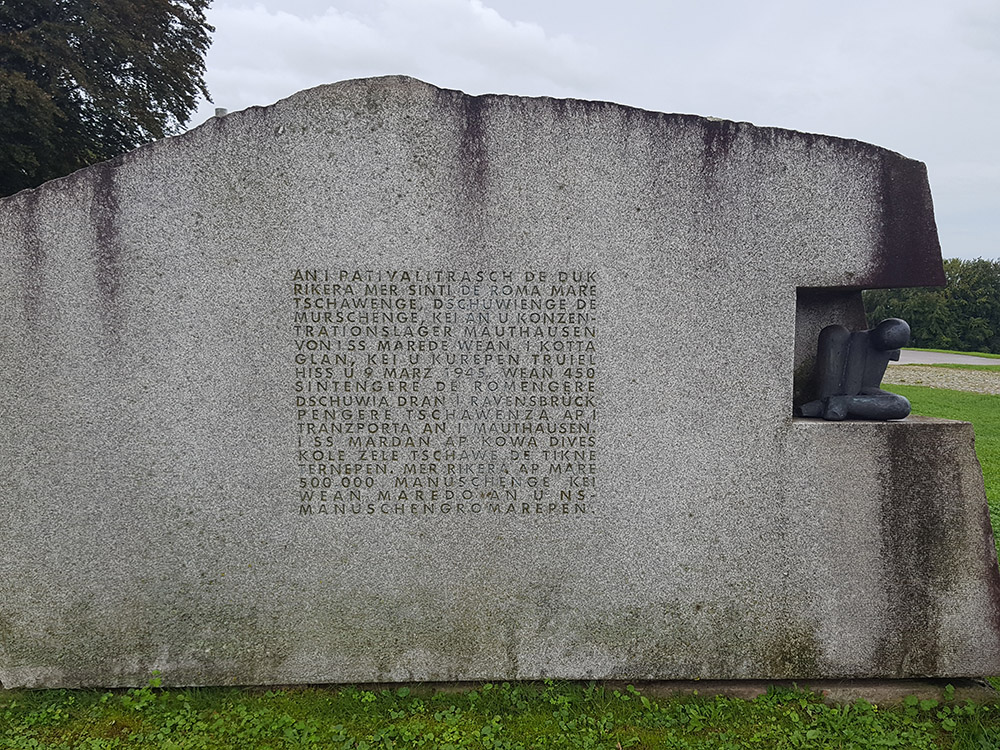 AN I PATIVALITRASCH DE DUK
RIKERA MER SINTI DE ROMA MARE
TSCHAWENGE, DSCHUWIENGE DE
MURSCHENGE, KEI AN U KONZEN-
TRATIONSLAGER MAUTHAUSEN
VON I SS MAREDE WEAN. I KOTTA
GLAN, KEI U KUREPEN TRUIEL
HISS U 9 MARZ 1945, WEAN 450
SINTENGERE DE ROMENGERE
DSCHUWIA DRAN I RAVENSBRUCK
PENGERE TSCHAWENZA AP I
TRANZPORTA AN I MAUTHAUSEN.
I SS MARDAN AP KOWA DIVES
KOLE ZELE TSCHAWE DE TIKNE
TERNEPEN. MER RIKERA AP MARE
500.000 MANUSCHENGE KEI
WEAN MAREDO AN U NS-
MANUSCHENGROMAREPEN.